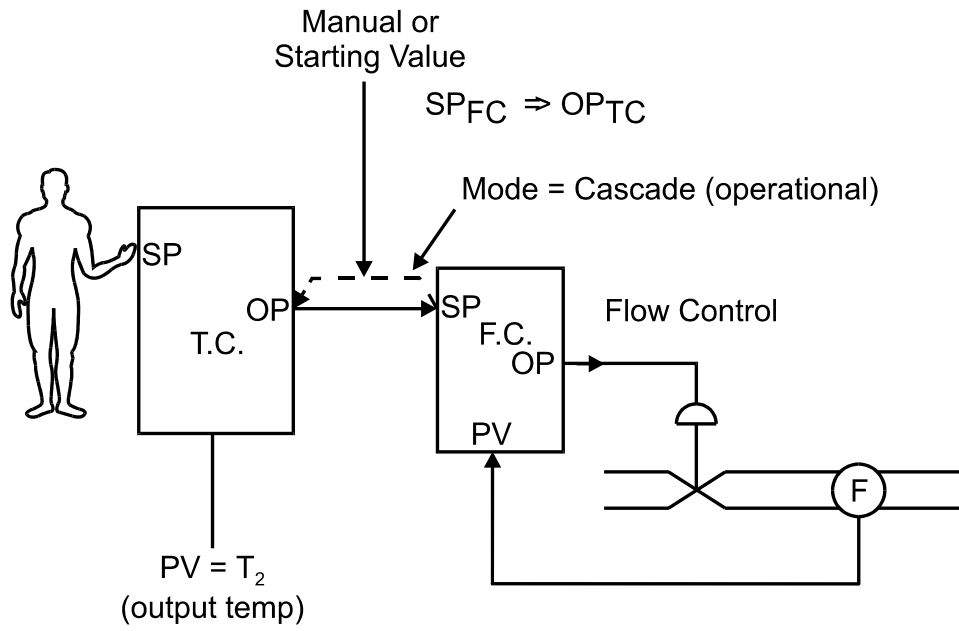 Manual or
Starting Value
SPFC ⇒ OPTC
Mode = Cascade (operational)
SP
OP
SP
Flow Control
T.C.
F.C.
OP
PV
F
PV = T2
(output temp)